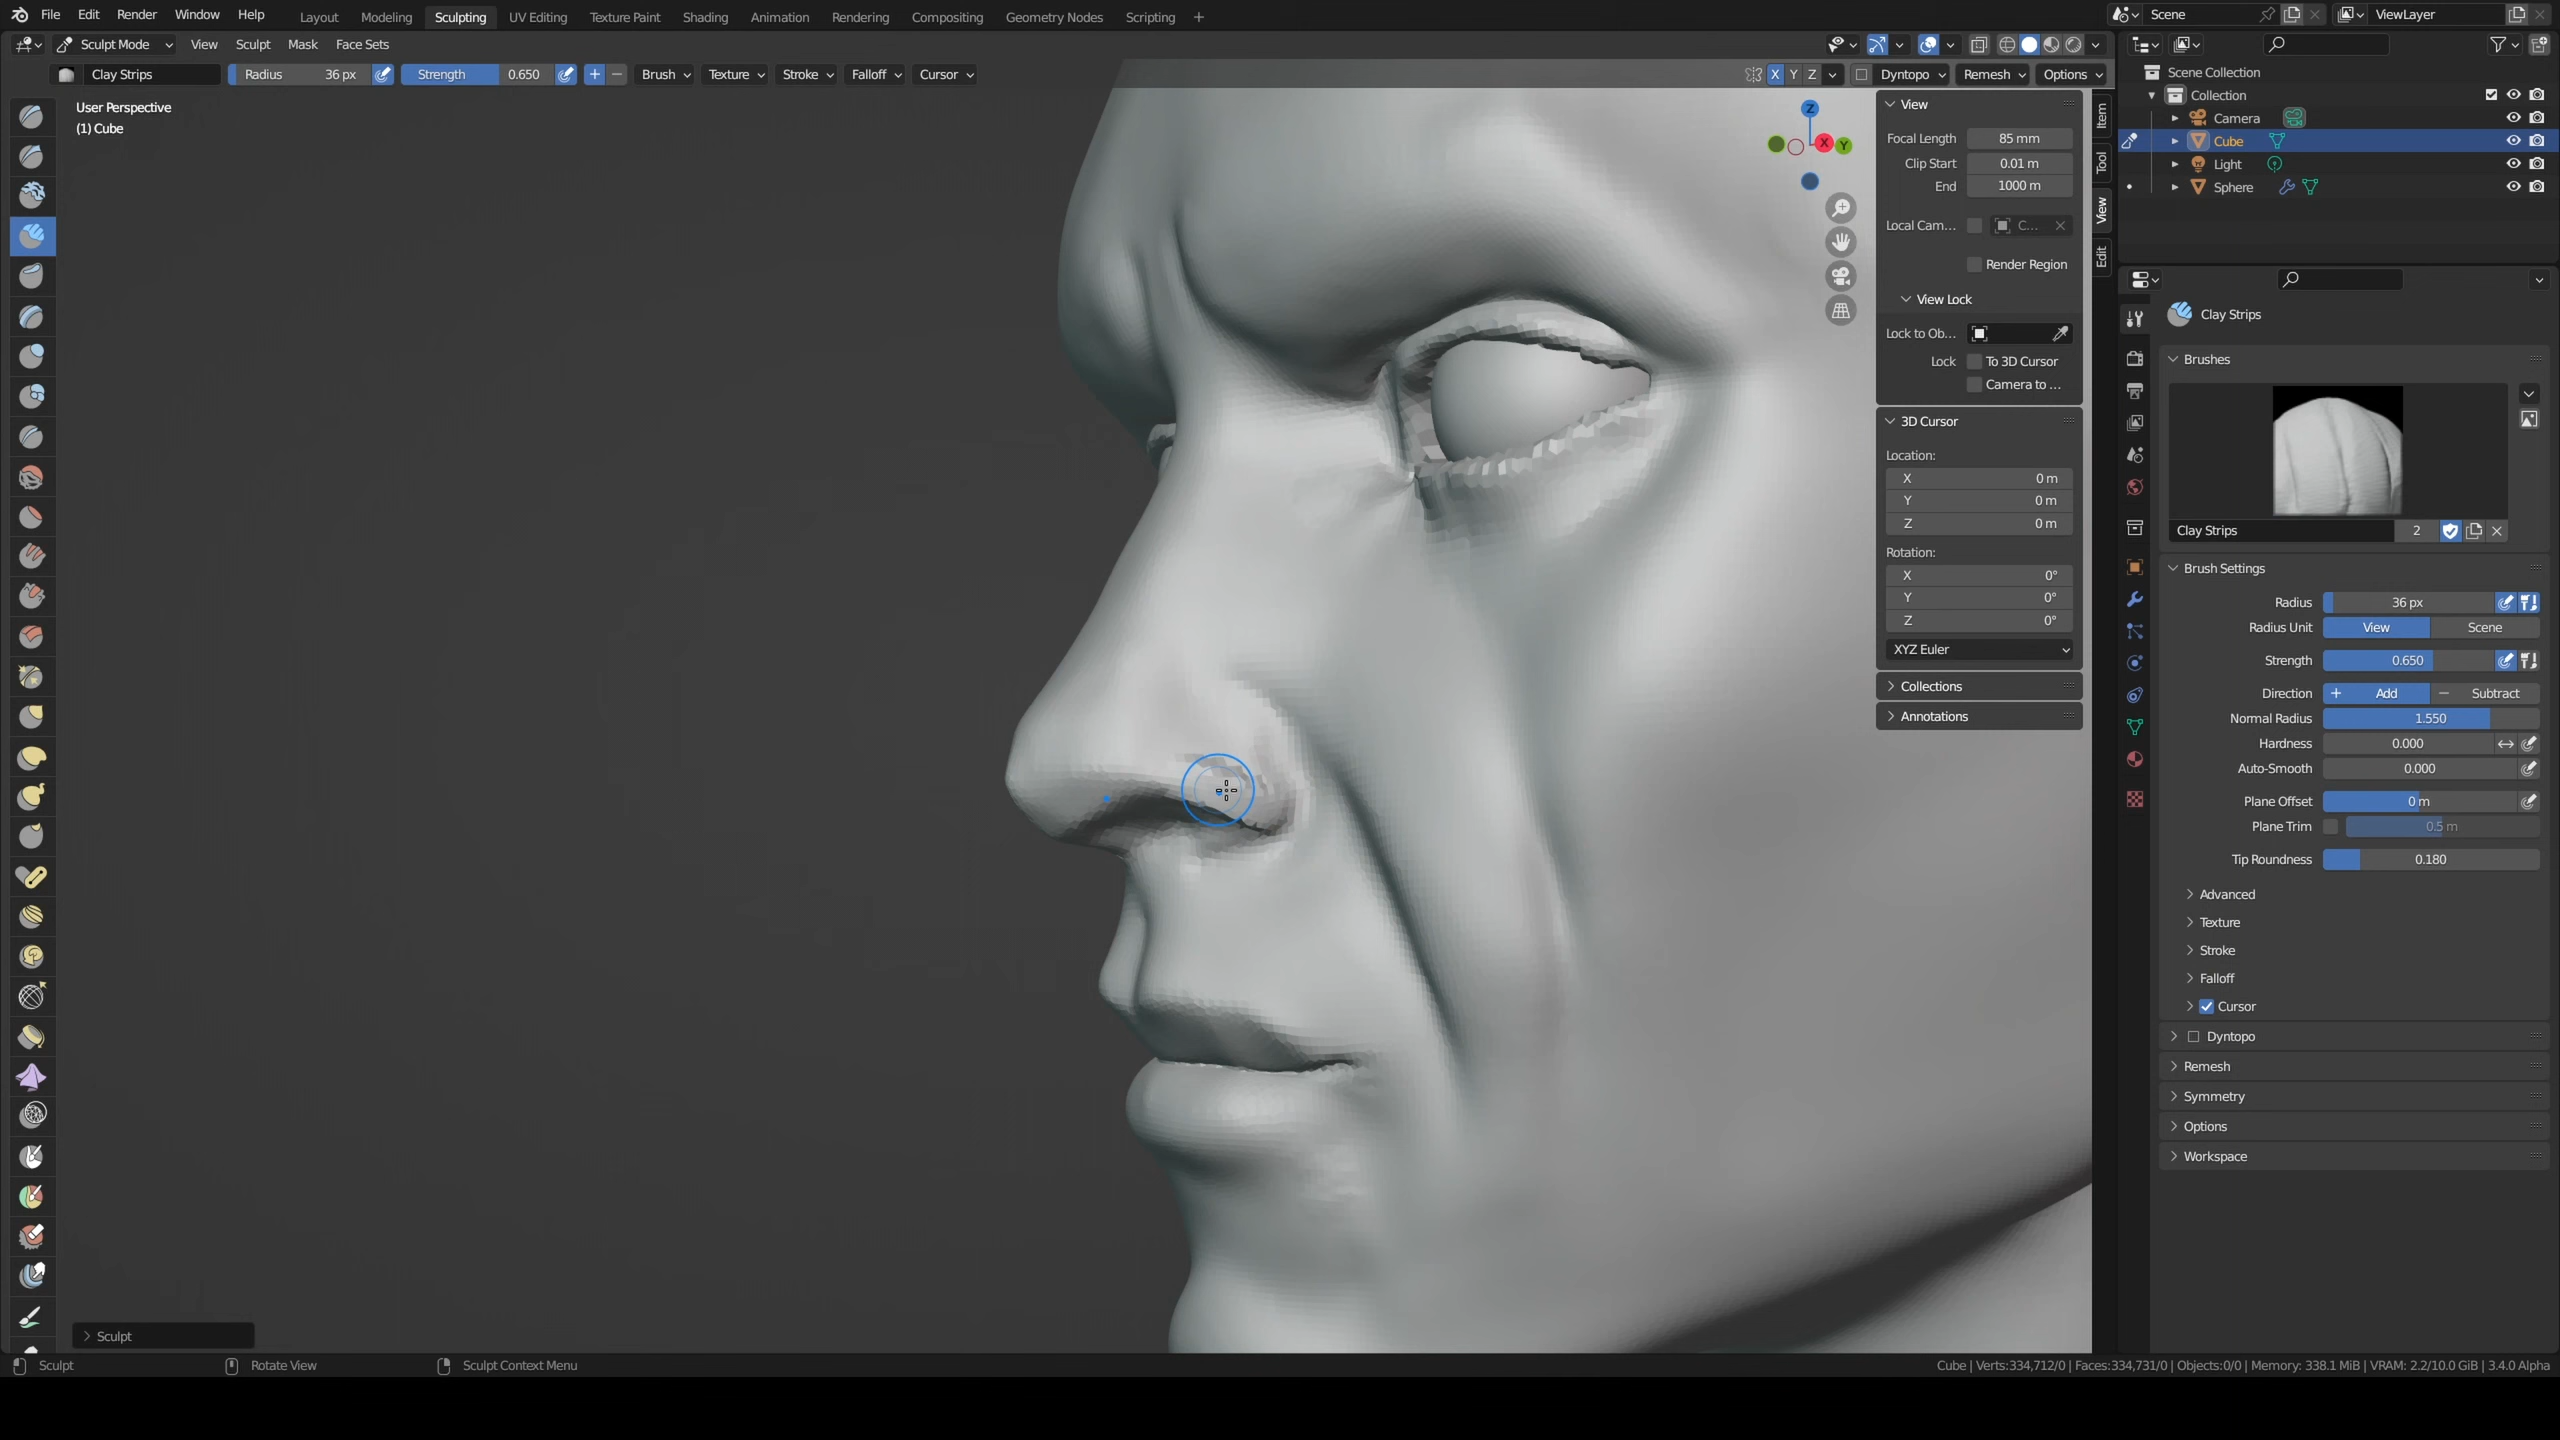 File Edit Render Window Help Layout Modeling Sculpting UV Editing Texture Paint Shading Animation Rendering Compositing Geometry Nodes Scripting + Scene ViewLayer
Sculpt Mode View Sculpt Mask Face Sets
Clay Strips Radius 36 px Strength 0.650 + − Brush Texture Stroke Falloff Cursor X Y Z Dyntopo Remesh Options
User Perspective
(1) Cube
Z
X
Y
View
Focal Length 85 mm
Clip Start 0.01 m
End 1000 m
Local Cam... C...
Render Region
View Lock
Lock to Ob...
Lock To 3D Cursor
Camera to ...
3D Cursor
Location:
X 0 m
Y 0 m
Z 0 m
Rotation:
X 0°
Y 0°
Z 0°
XYZ Euler
Collections
Annotations
Item
Tool
View
Edit
Scene Collection
Collection
Camera
Cube
Light
Sphere
Clay Strips
Brushes
Clay Strips 2
Brush Settings
Radius 36 px
Radius Unit View Scene
Strength 0.650
Direction + Add − Subtract
Normal Radius 1.550
Hardness 0.000
Auto-Smooth 0.000
Plane Offset 0 m
Plane Trim 0.5 m
Tip Roundness 0.180
Advanced
Texture
Stroke
Falloff
Cursor
Dyntopo
Remesh
Symmetry
Options
Workspace
Sculpt
Sculpt Rotate View Sculpt Context Menu Cube | Verts:334,712/0 | Faces:334,731/0 | Objects:0/0 | Memory: 338.1 MiB | VRAM: 2.2/10.0 GiB | 3.4.0 Alpha